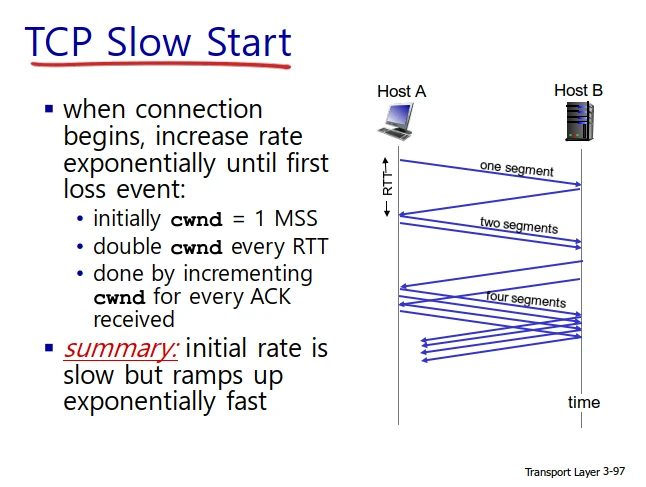 TCP Slow Start
▪ when connection
begins, increase rate
exponentially until first
loss event:
• initially cwnd = 1 MSS
• double cwnd every RTT
• done by incrementing
cwnd for every ACK
received
▪ summary: initial rate is
slow but ramps up
exponentially fast
Host A
Host B
RTT
one segment
two segments
four segments
time
Transport Layer 3-97